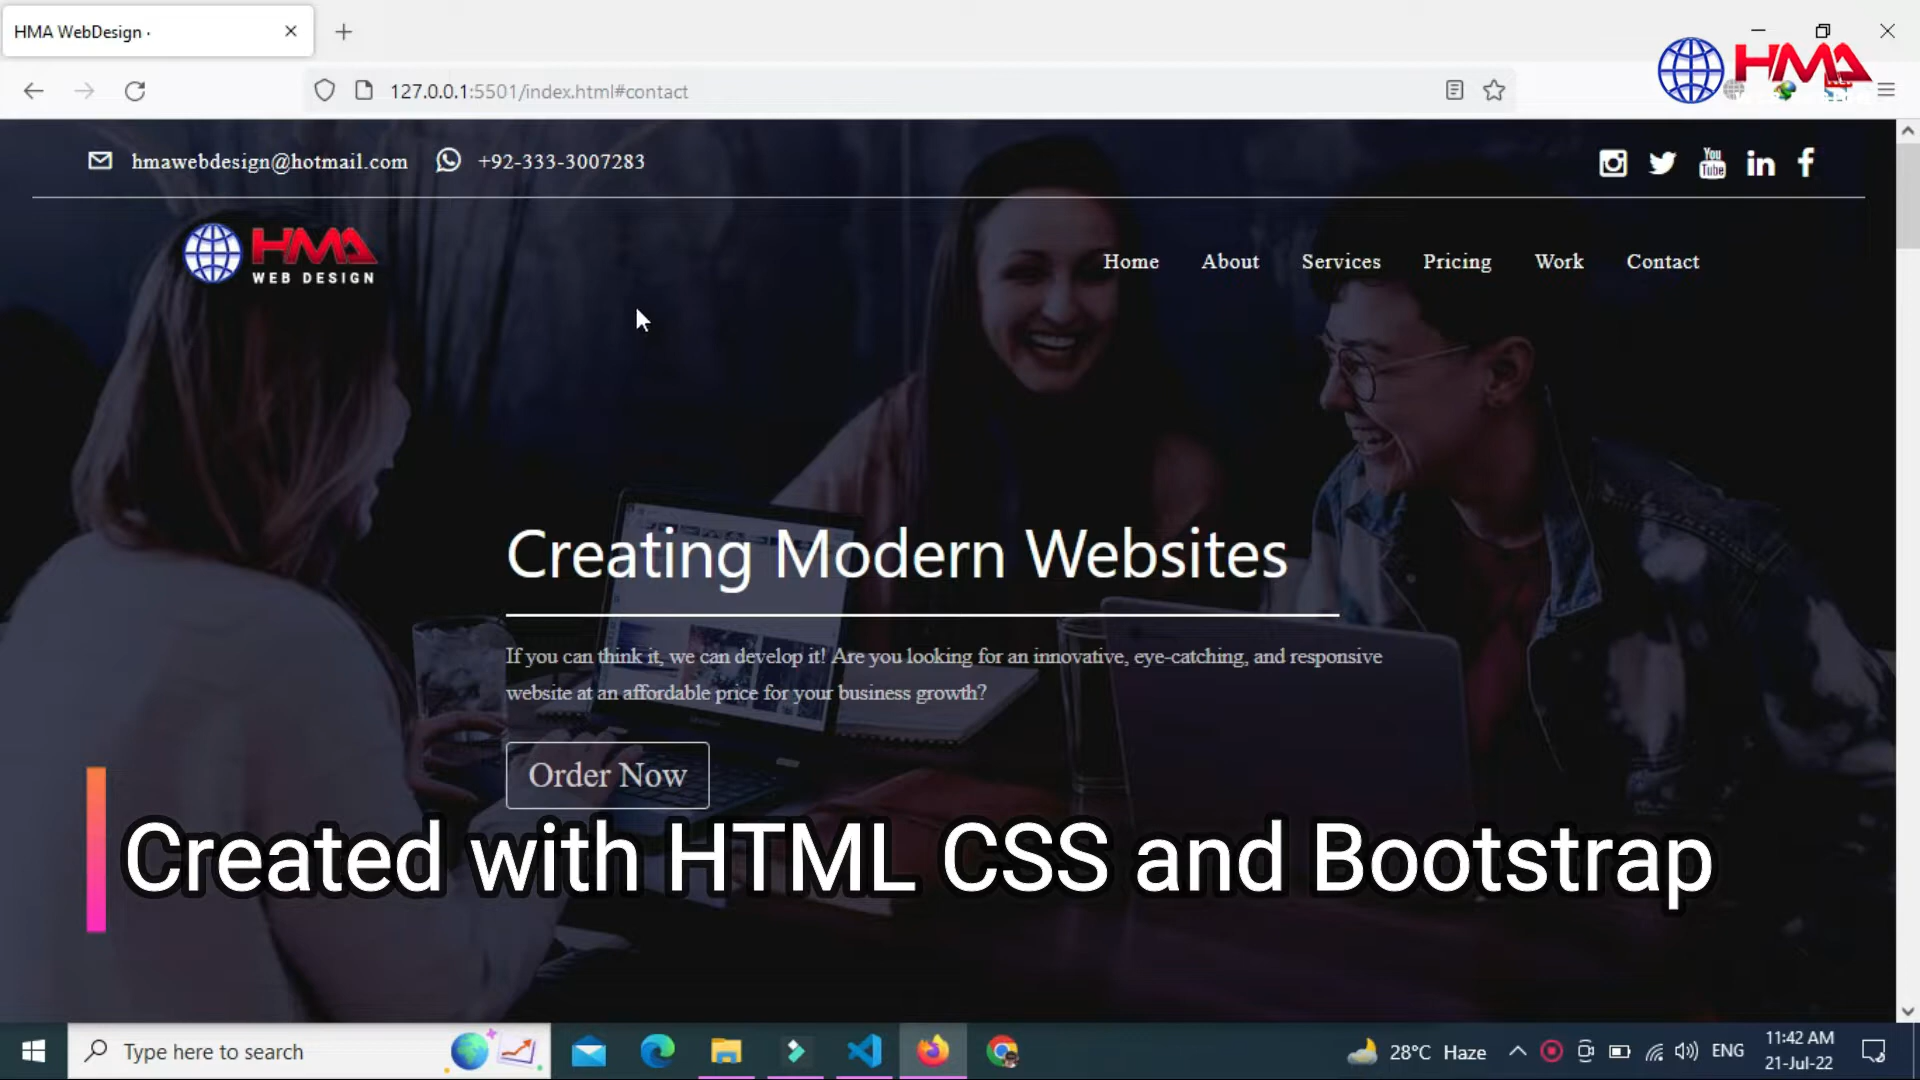 HMA WebDesign ·
127.0.0.1:5501/index.html#contact
HMA
hmawebdesign@hotmail.com +92-333-3007283
You
Tube
in
f
HMA
WEB DESIGN
Home About Services Pricing Work Contact
Creating Modern Websites
If you can think it, we can develop it! Are you looking for an innovative, eye-catching, and responsive
website at an affordable price for your business growth?
Order Now
Created with HTML CSS and Bootstrap
Type here to search
28°C Haze
ENG
11:42 AM
21-Jul-22